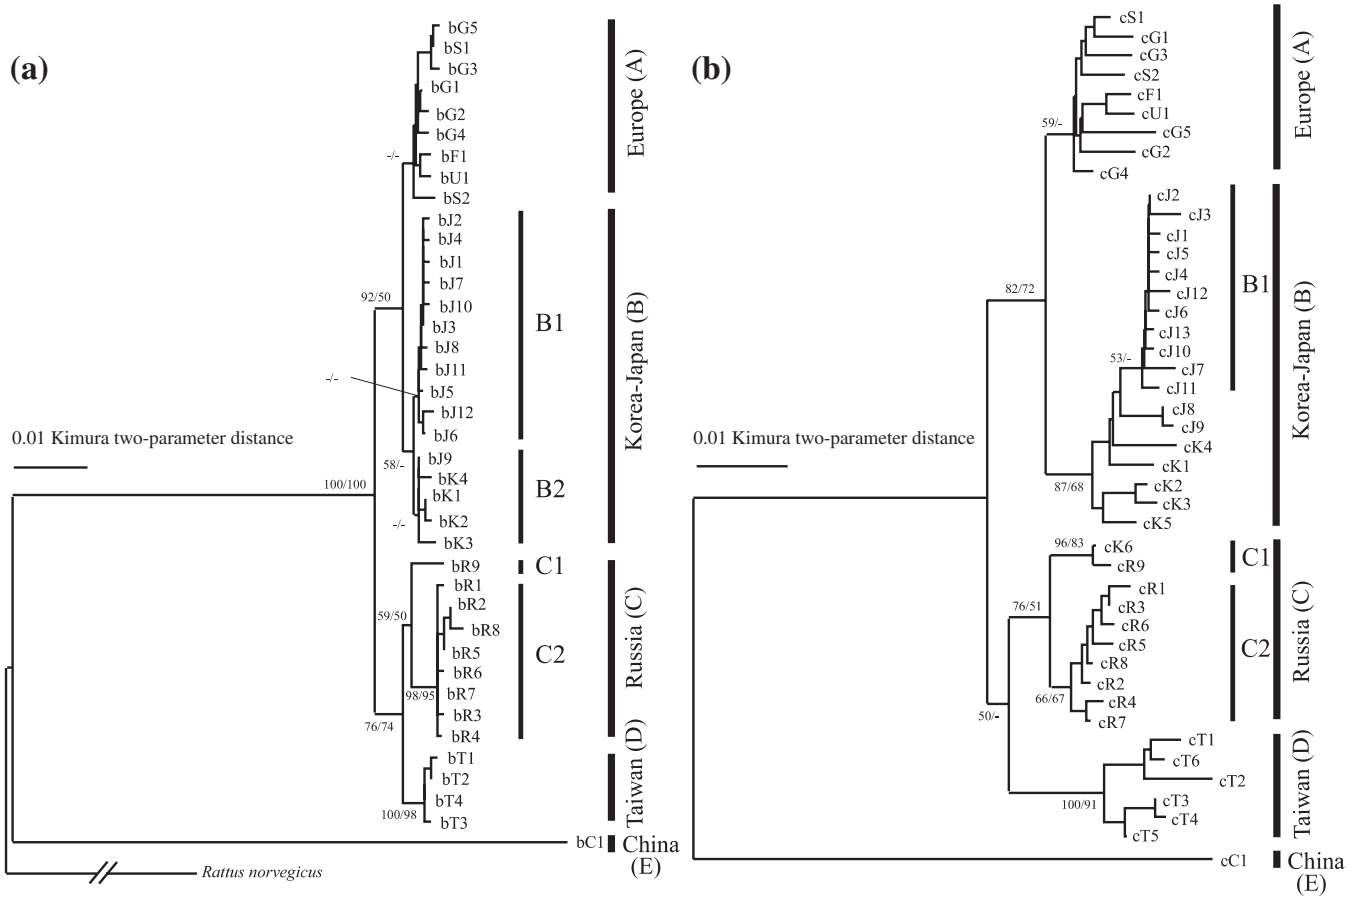 (a)
bG5
bS1
bG3
bG1
bG2
bG4
bF1
bU1
bS2
-/-
Europe (A)
bJ2
bJ4
bJ1
bJ7
bJ10
bJ3
bJ8
bJ11
bJ5
bJ12
bJ6
92/50
-/-
B1
Korea-Japan (B)
0.01 Kimura two-parameter distance
58/-
bJ9
bK4
bK1
bK2
bK3
-/-
B2
100/100
bR9
C1
bR1
bR2
bR8
bR5
bR6
bR7
bR3
bR4
59/50
98/95
C2
Russia (C)
76/74
bT1
bT2
bT4
bT3
100/98
Taiwan (D)
bC1
China
(E)
Rattus norvegicus
(b)
cS1
cG1
cG3
cS2
cF1
cU1
cG5
cG2
cG4
59/-
Europe (A)
cJ2
cJ3
cJ1
cJ5
cJ4
cJ12
cJ6
cJ13
cJ10
cJ7
cJ11
82/72
53/-
B1
Korea-Japan (B)
cJ8
cJ9
cK4
cK1
cK2
cK3
cK5
0.01 Kimura two-parameter distance
87/68
96/83
cK6
cR9
C1
76/51
cR1
cR3
cR6
cR5
cR8
cR2
cR4
cR7
66/67
C2
Russia (C)
50/-
cT1
cT6
cT2
cT3
cT4
cT5
100/91
Taiwan (D)
cC1
China
(E)